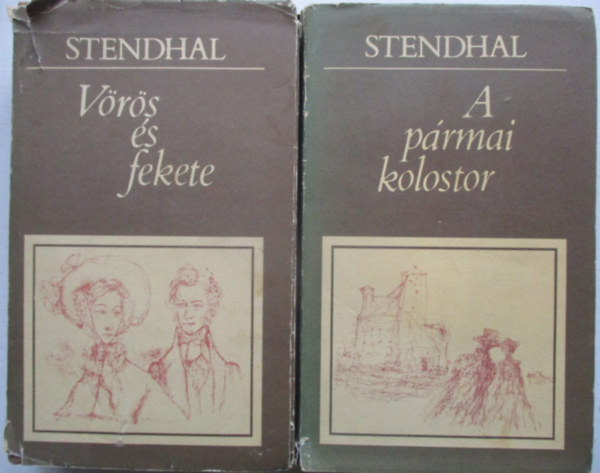 STENDHAL
Vörös
és
fekete
STENDHAL
A
pármai
kolostor